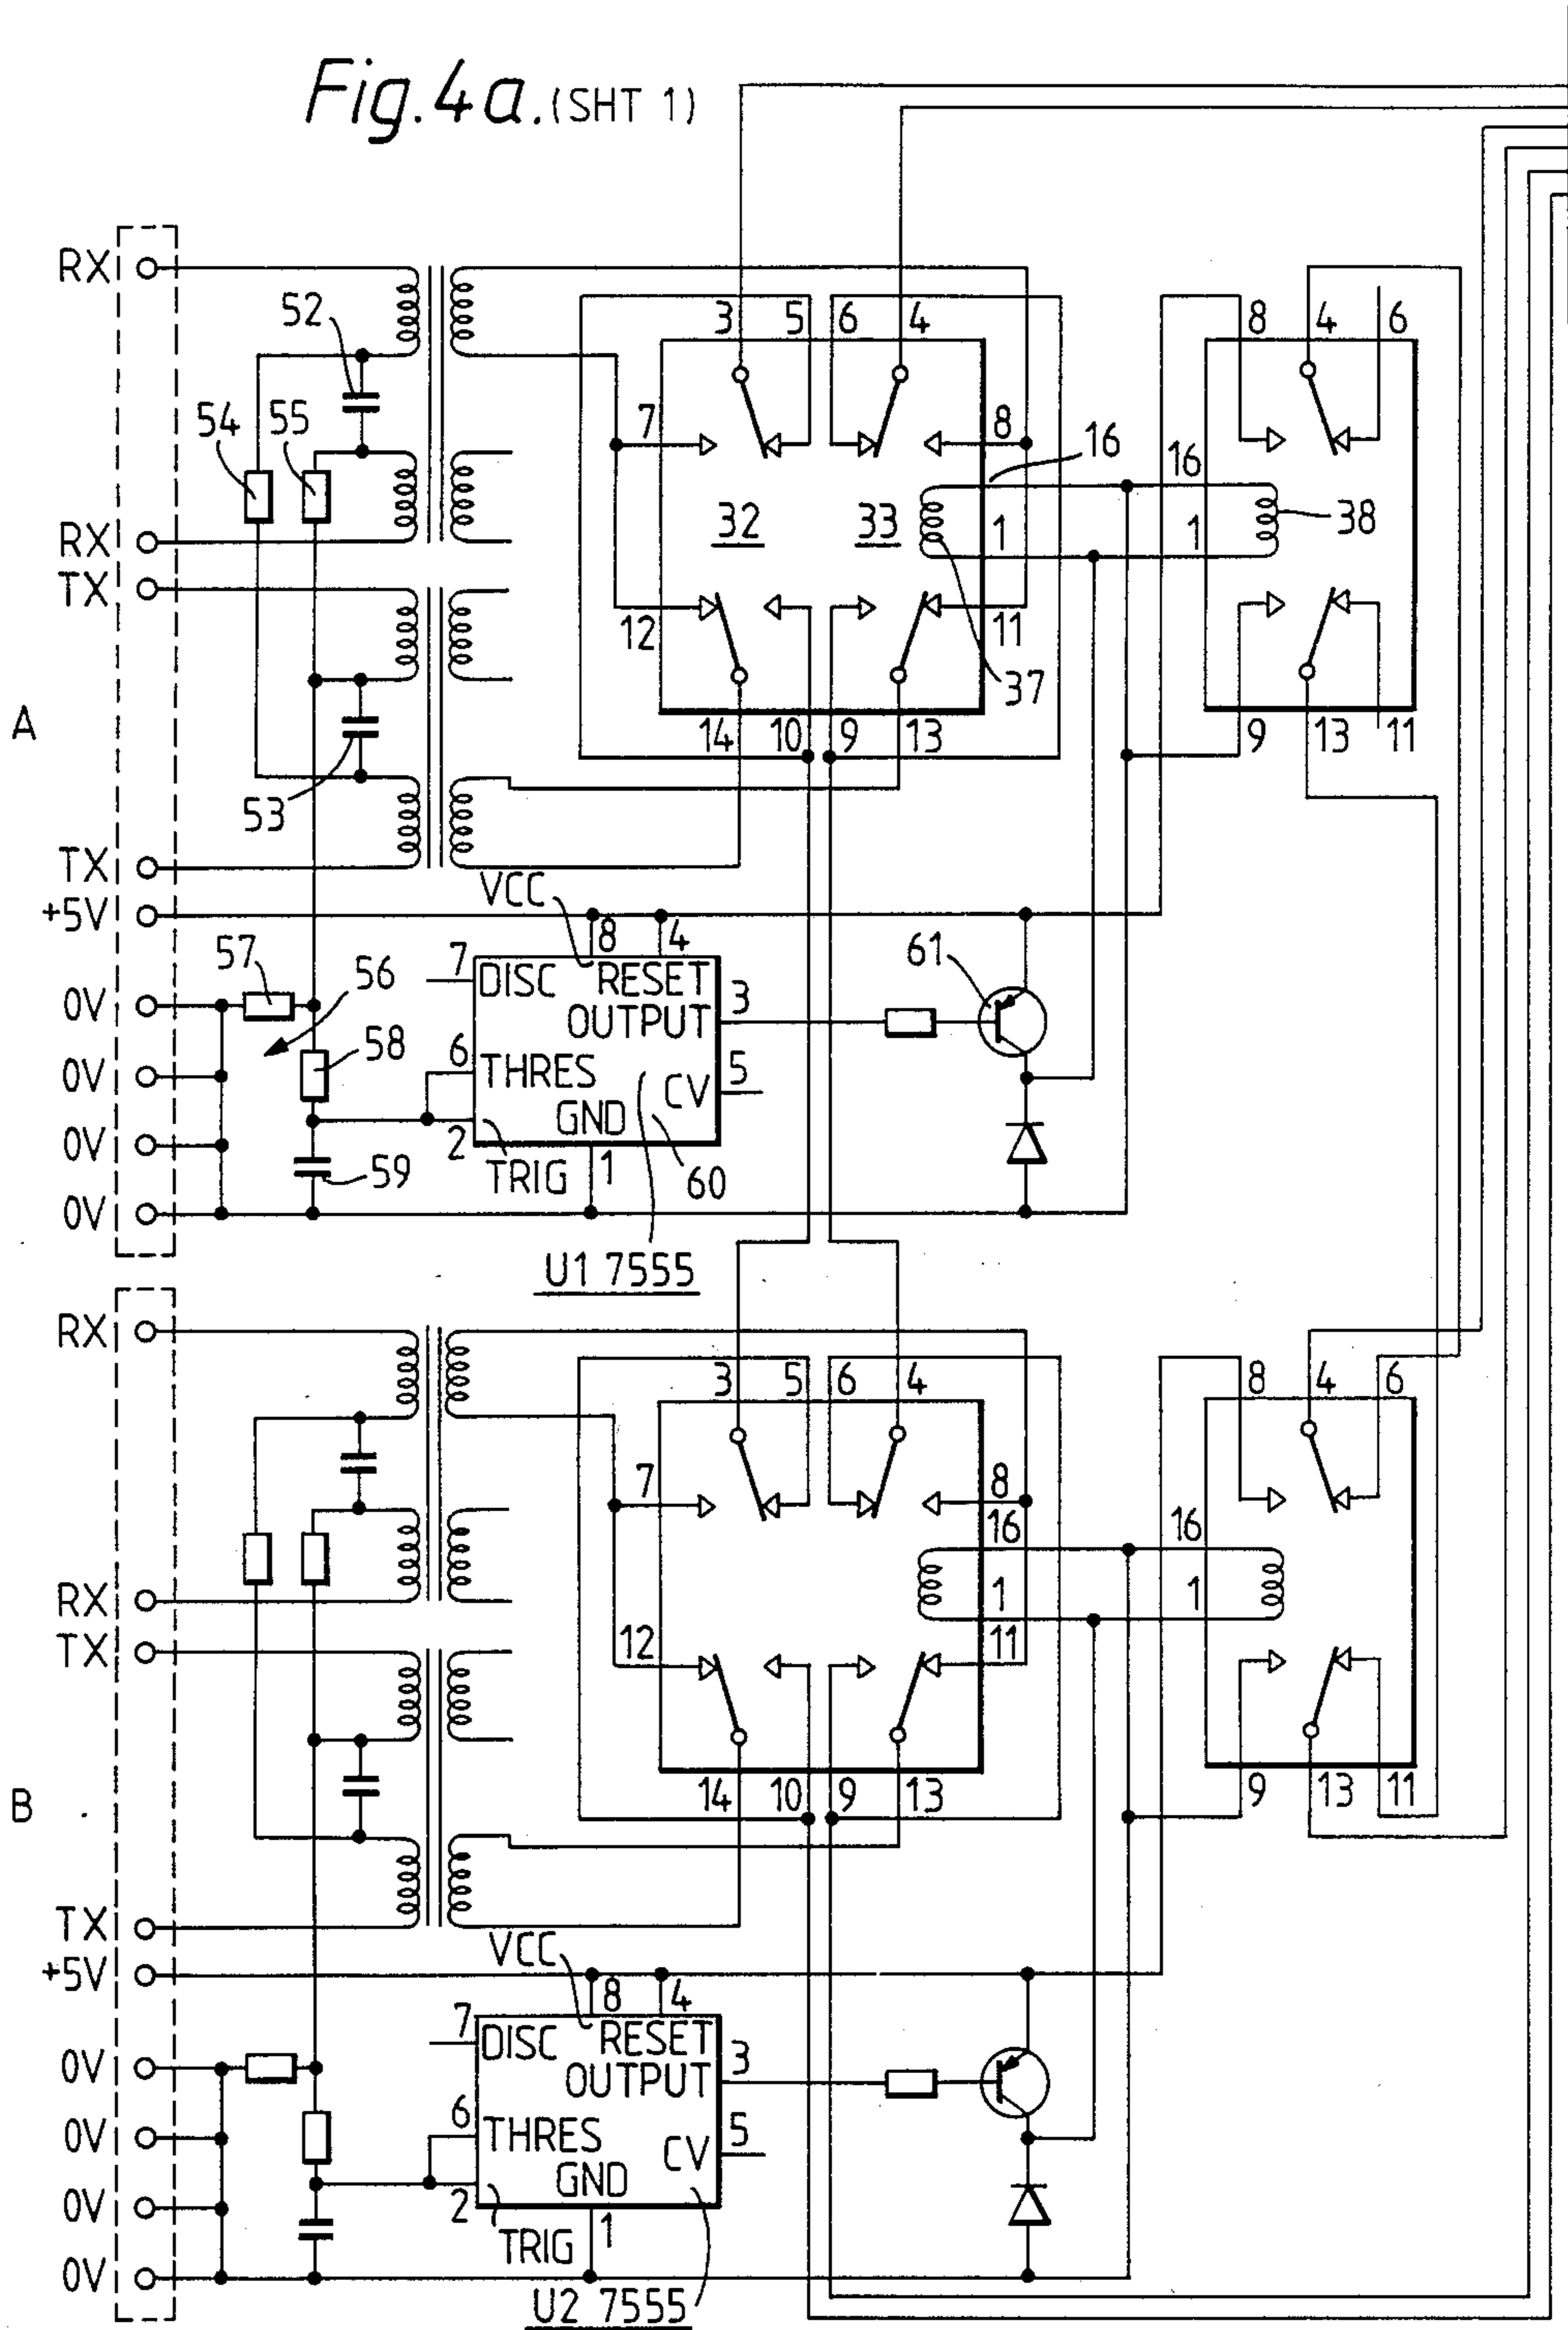 Fig.4a. (SHT 1)
RX
52
3 5 6 4
8 4 6
54 55
7
8
16
16
RX
32 33
1
1
38
TX
12
11
37
A
14 10 9 13
9 13 11
53
TX
VCC
+5V
8 4
61
57
56
7
DISC RESET
0V
OUTPUT
3
58
6
THRES
5
0V
CV
GND
0V
2
TRIG
1
59
60
0V
U1 7555
RX
3 5 6 4
8 4 6
7
8
16
16
1
1
RX
TX
12
11
14 10 9 13
9 13 11
B
TX
VCC
+5V
8 4
7
DISC RESET
0V
OUTPUT
3
6
THRES
5
0V
CV
GND
0V
2
TRIG
1
0V
U2 7555